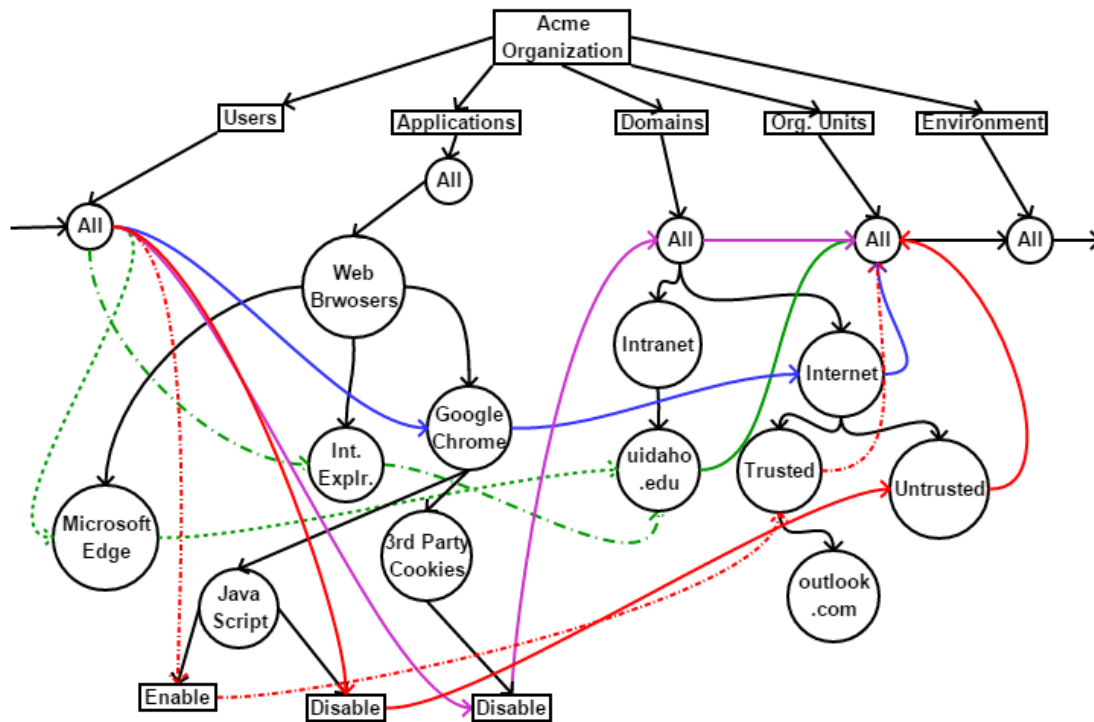 Acme
Organization
Users
Applications
Domains
Org. Units
Environment
All
All
All
All
All
Web
Brwosers
Intranet
Internet
Google
Chrome
Int.
Explr.
uidaho
.edu
Trusted
Untrusted
Microsoft
Edge
3rd Party
Cookies
Java
Script
outlook
.com
Enable
Disable
Disable